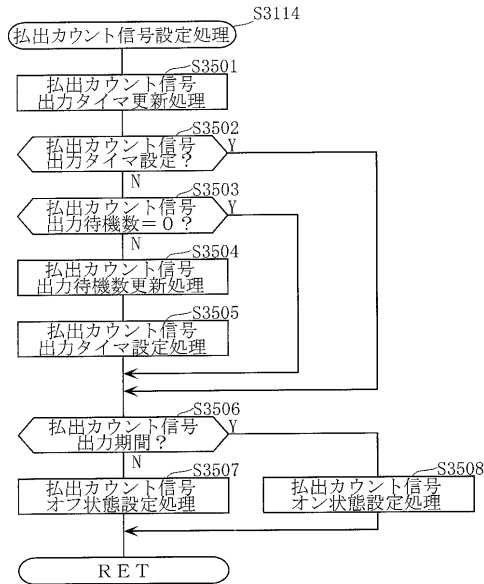 S3114
払出カウント信号設定処理
S3501
払出カウント信号
出力タイマ更新処理
S3502
払出カウント信号
出力タイマ設定？
Y
N
S3503
払出カウント信号
出力待機数＝０？
Y
N
S3504
払出カウント信号
出力待機数更新処理
S3505
払出カウント信号
出力タイマ設定処理
S3506
払出カウント信号
出力期間？
Y
N
S3507
払出カウント信号
オフ状態設定処理
S3508
払出カウント信号
オン状態設定処理
ＲＥＴ